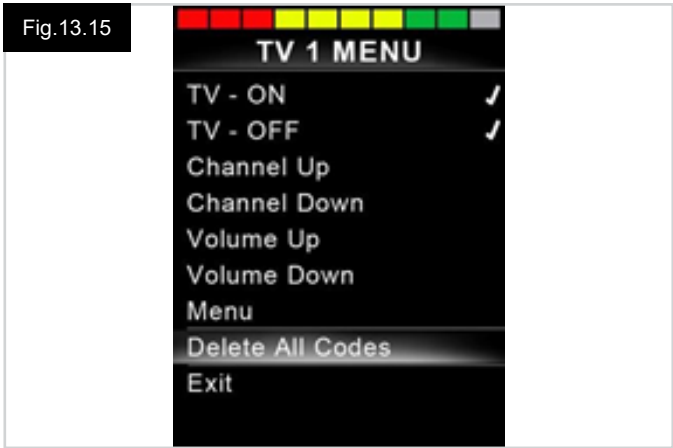 Fig.13.15
TV 1 MENU
TV - ON
TV - OFF
Channel Up
Channel Down
Volume Up
Volume Down
Menu
Delete All Codes
Exit